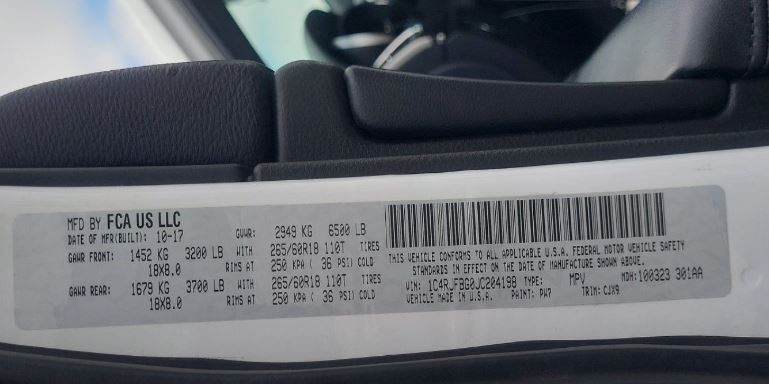 MFD BY FCA US LLC
DATE OF MFR(BUILT): 10-17 GVWR: 2949 KG 6500 LB
GAWR FRONT: 1452 KG 3200 LB WITH 265/60R18 110T TIRES
18X8.0 RIMS AT 250 KPA ( 36 PSI) COLD
GAWR REAR: 1679 KG 3700 LB WITH 265/60R18 110T TIRES
18X8.0 RIMS AT 250 KPA ( 36 PSI) COLD
THIS VEHICLE CONFORMS TO ALL APPLICABLE U.S.A. FEDERAL MOTOR VEHICLE SAFETY
STANDARDS IN EFFECT ON THE DATE OF MANUFACTURE SHOWN ABOVE.
VIN: 1C4RJFBG0JC204198 TYPE: MPV MDH:100323 301AA
VEHICLE MADE IN U.S.A. PAINT: PW7 TRIM: CJX9